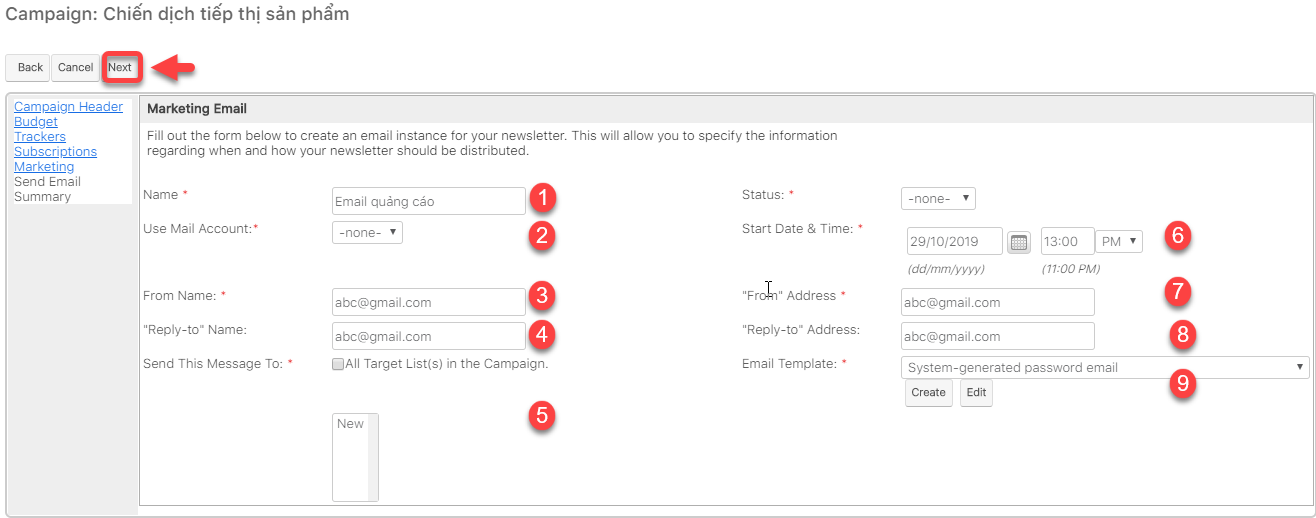 Campaign: Chiến dịch tiếp thị sản phẩm
Back Cancel Next
Campaign Header
Budget
Trackers
Subscriptions
Marketing
Send Email
Summary
Marketing Email
Fill out the form below to create an email instance for your newsletter. This will allow you to specify the information
regarding when and how your newsletter should be distributed.
Name * Email quảng cáo 1 Status: * -none-
Use Mail Account:* -none- 2 Start Date & Time: * 29/10/2019 13:00 PM 6
(dd/mm/yyyy) (11:00 PM)
From Name: * abc@gmail.com 3 "From" Address * abc@gmail.com 7
"Reply-to" Name: abc@gmail.com 4 "Reply-to" Address: abc@gmail.com 8
Send This Message To: * All Target List(s) in the Campaign. Email Template: * System-generated password email 9
Create Edit
New 5